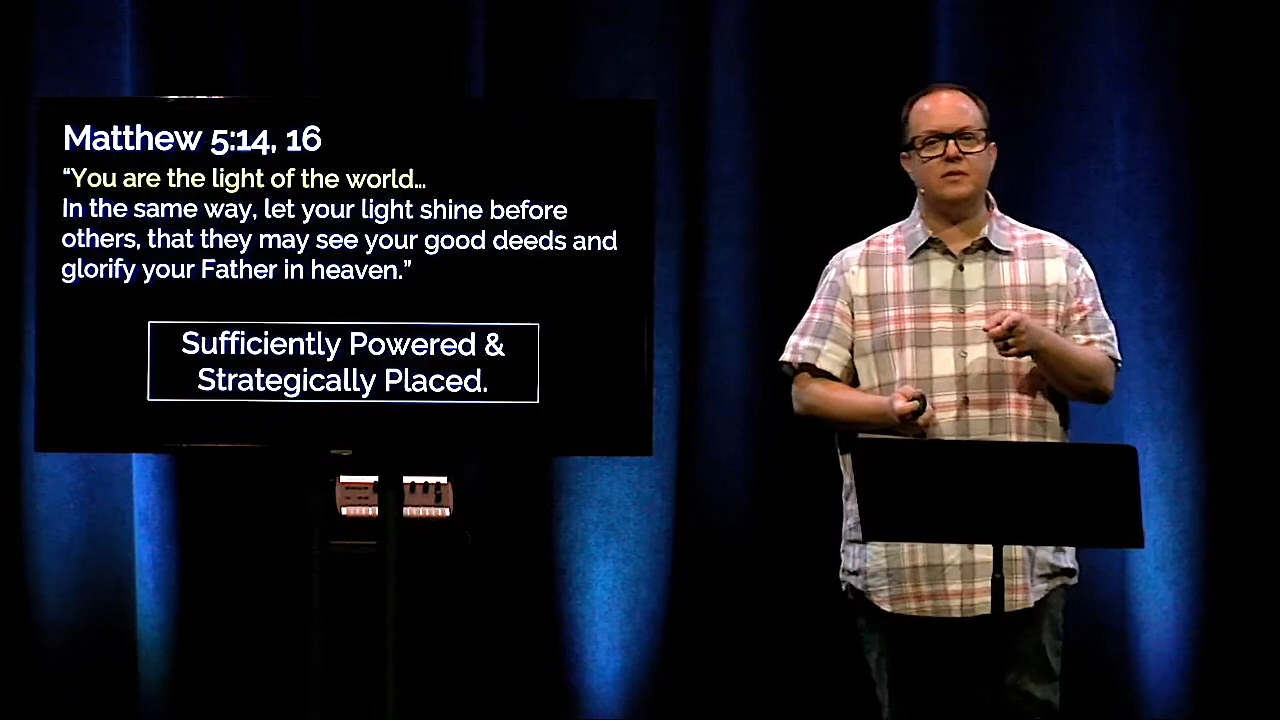 Matthew 5:14, 16
“You are the light of the world…
In the same way, let your light shine before
others, that they may see your good deeds and
glorify your Father in heaven.”
Sufficiently Powered &
Strategically Placed.